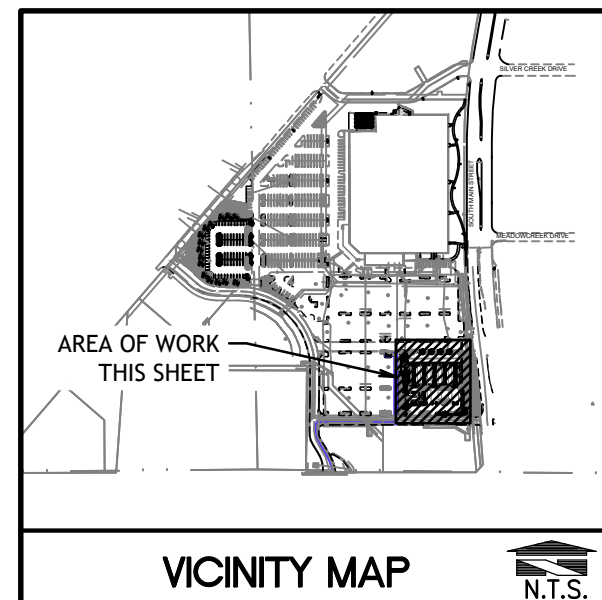 SILVER CREEK DRIVE
SOUTH MAIN STREET
MEADOWCREEK DRIVE
AREA OF WORK
THIS SHEET
VICINITY MAP
N.T.S.